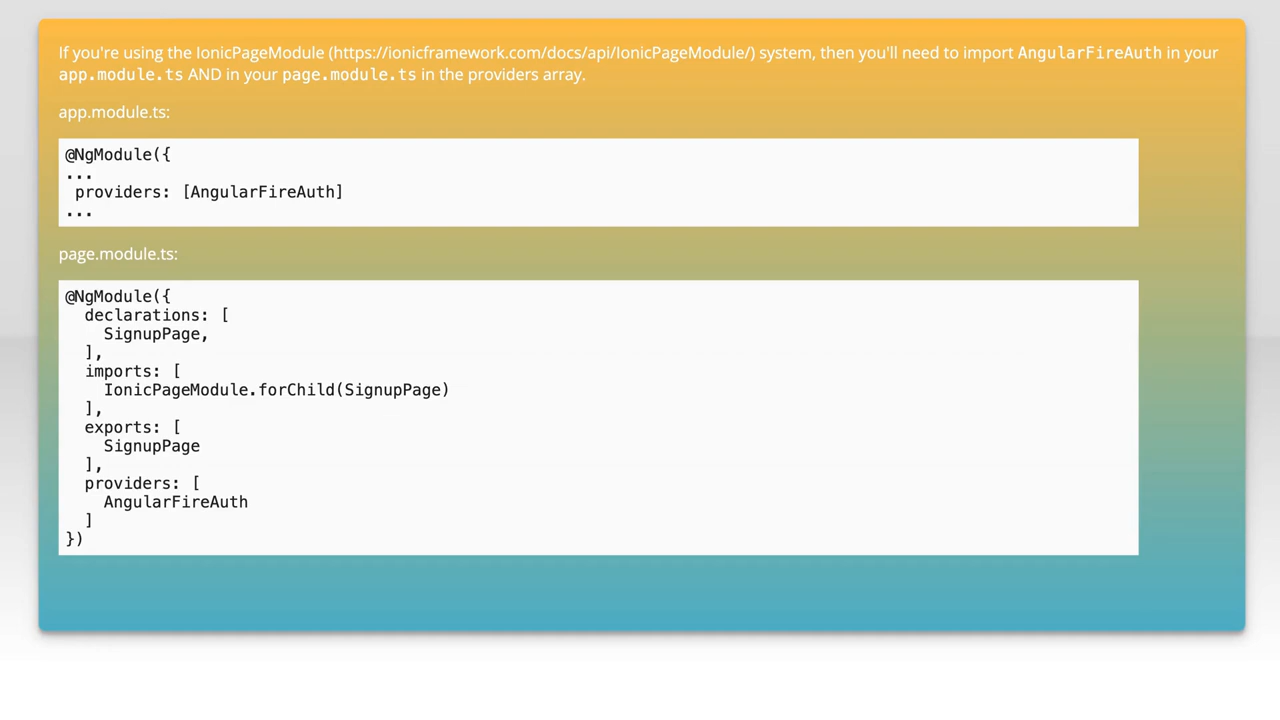 If you're using the IonicPageModule (https://ionicframework.com/docs/api/IonicPageModule/) system, then you'll need to import AngularFireAuth in your
app.module.ts AND in your page.module.ts in the providers array.
app.module.ts:
@NgModule({
...
 providers: [AngularFireAuth]
...
page.module.ts:
@NgModule({
  declarations: [
    SignupPage,
  ],
  imports: [
    IonicPageModule.forChild(SignupPage)
  ],
  exports: [
    SignupPage
  ],
  providers: [
    AngularFireAuth
  ]
})